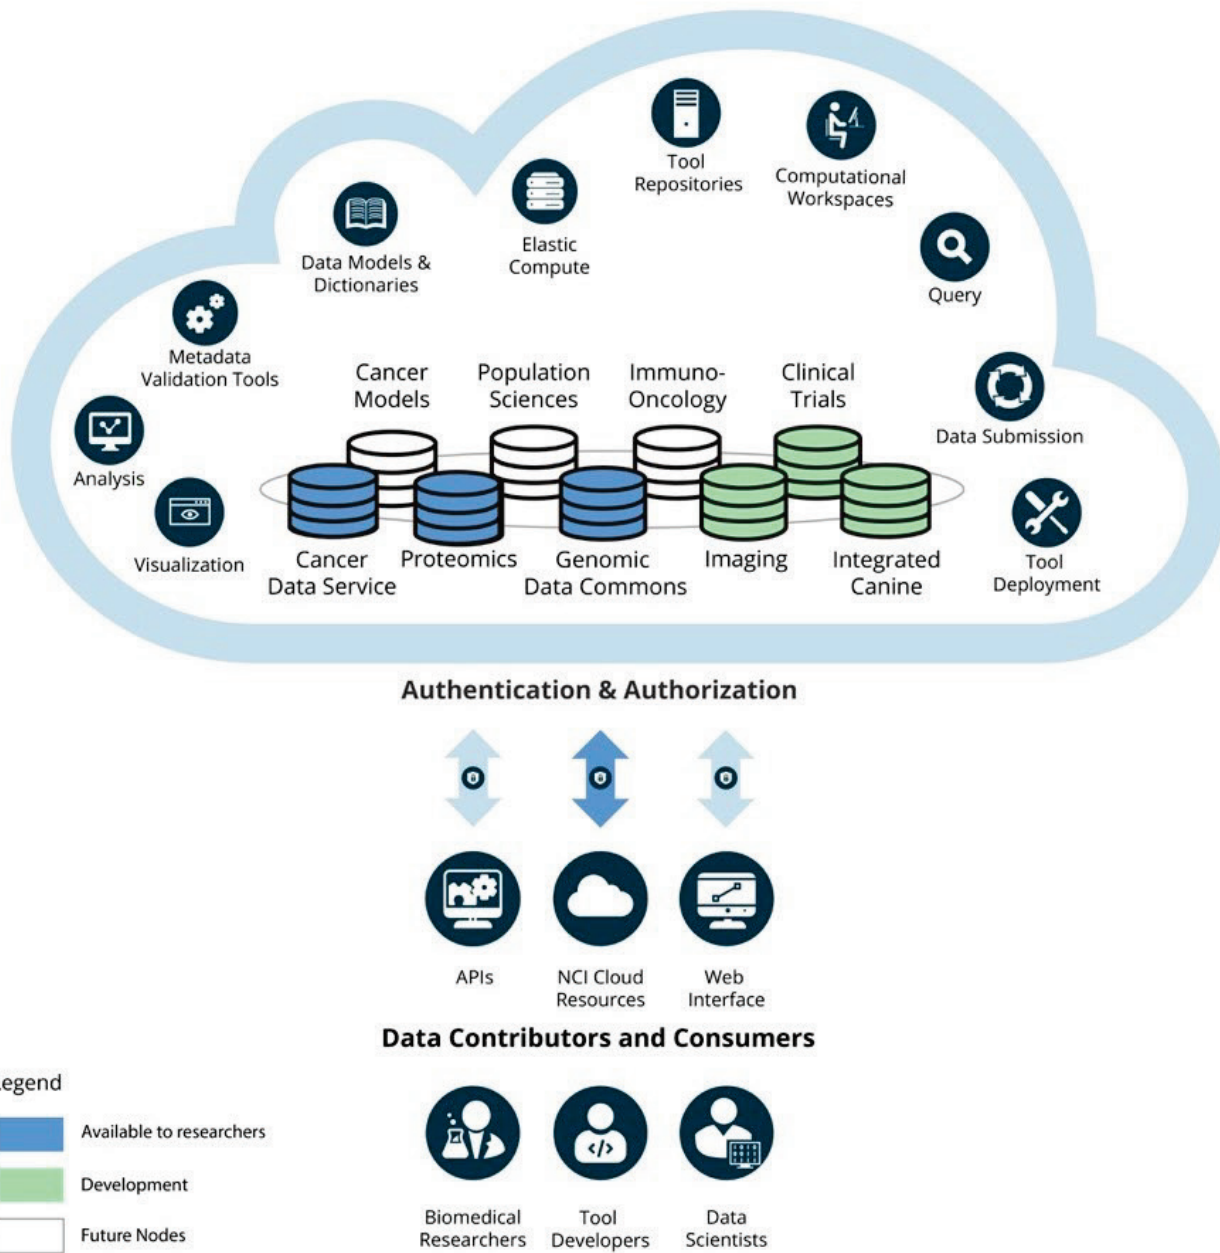 Tool
Repositories
Computational
Workspaces
Elastic
Compute
Data Models &
Dictionaries
Query
Metadata
Validation Tools
Cancer
Models
Population
Sciences
Immuno-
Oncology
Clinical
Trials
Data Submission
Analysis
Visualization
Cancer
Data Service
Proteomics
Genomic
Data Commons
Imaging
Integrated
Canine
Tool
Deployment
Authentication & Authorization
APIs
NCI Cloud
Resources
Web
Interface
Data Contributors and Consumers
</>
Biomedical
Researchers
Tool
Developers
Data
Scientists
Legend
Available to researchers
Development
Future Nodes